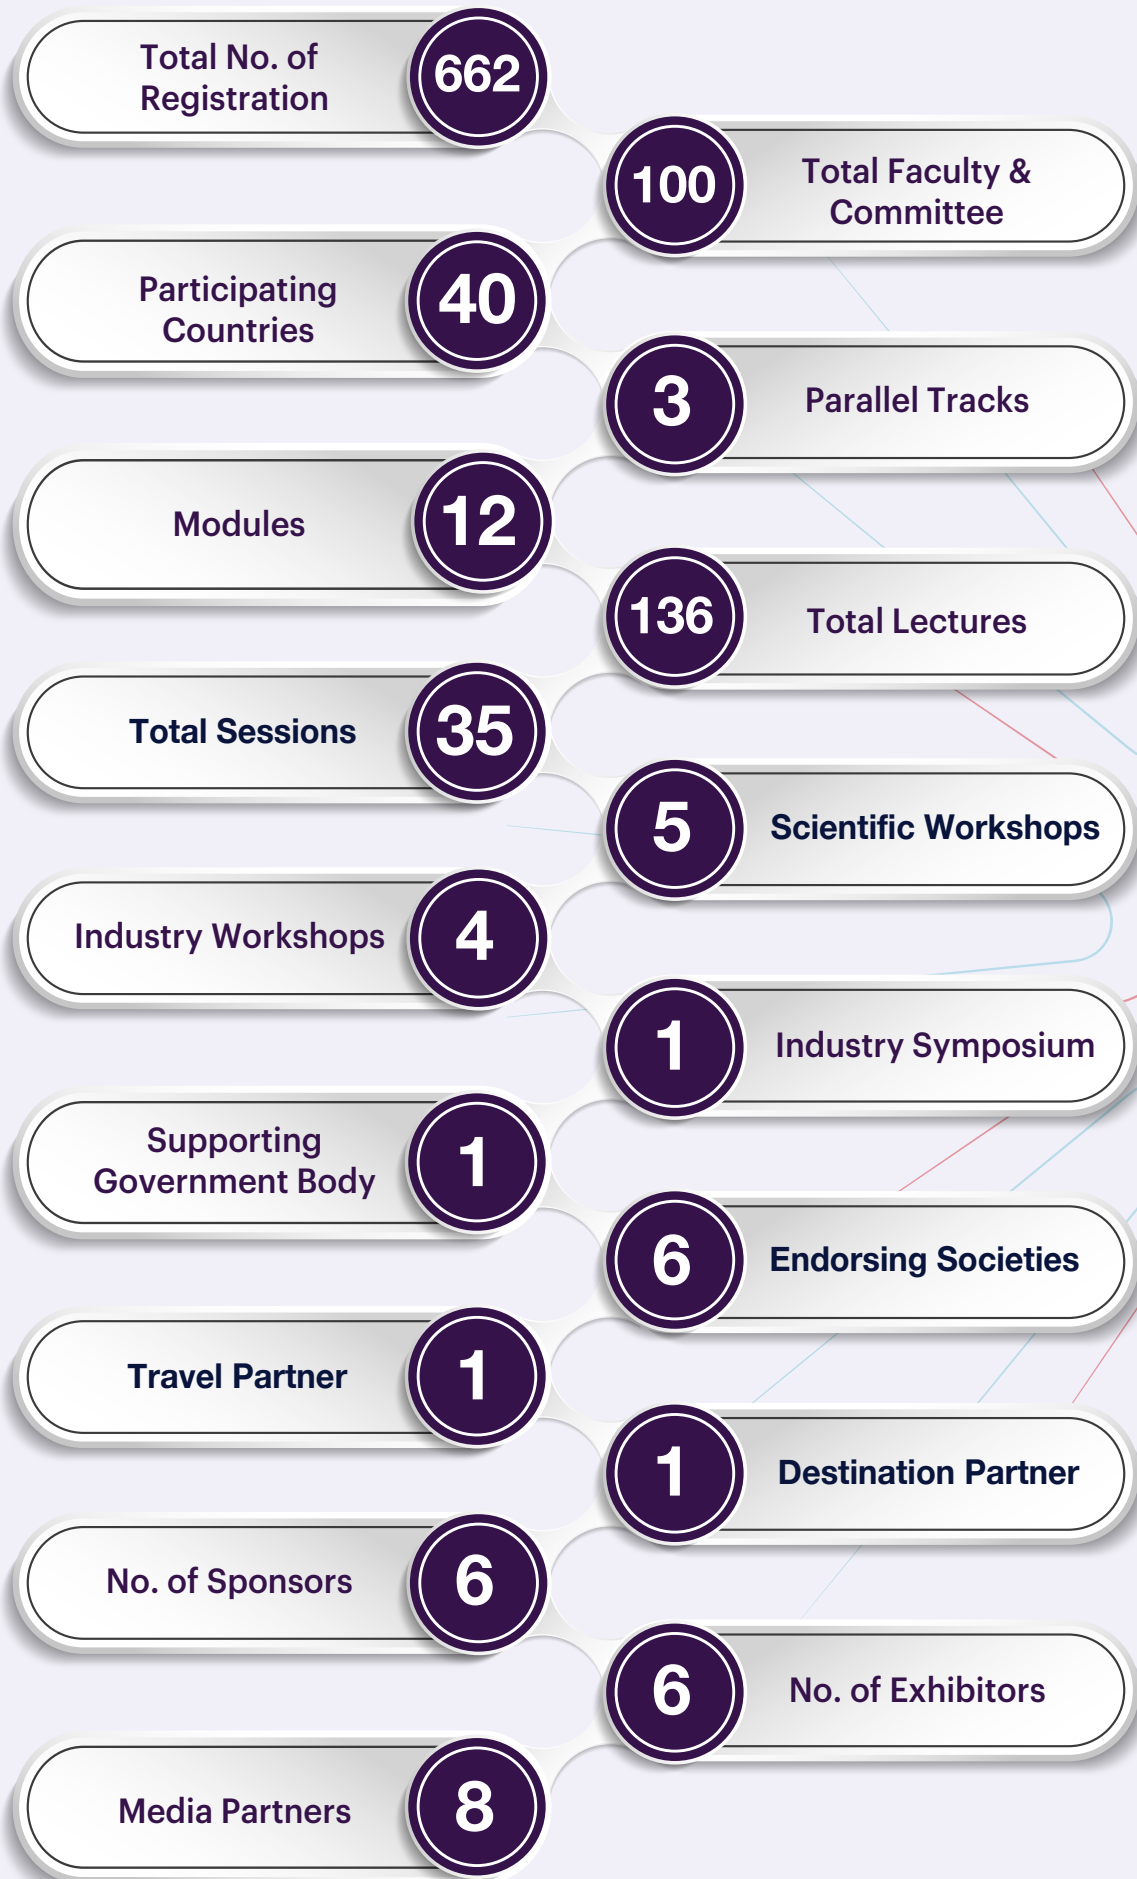 Total No. of
Registration
662
100
Total Faculty &
Committee
Participating
Countries
40
3
Parallel Tracks
Modules
12
136
Total Lectures
Total Sessions
35
5
Scientific Workshops
Industry Workshops
4
1
Industry Symposium
Supporting
Government Body
1
6
Endorsing Societies
Travel Partner
1
1
Destination Partner
No. of Sponsors
6
6
No. of Exhibitors
Media Partners
8